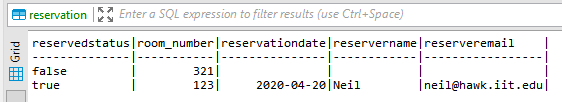 reservation Enter a SQL expression to filter results (use Ctrl+Space)
Grid
reservedstatus|room_number|reservationdate|reservername|reserveremail |
--------------|-----------|---------------|------------|-----------------|
false | 321| | | |
true | 123| 2020-04-20|Neil |neil@hawk.iit.edu|